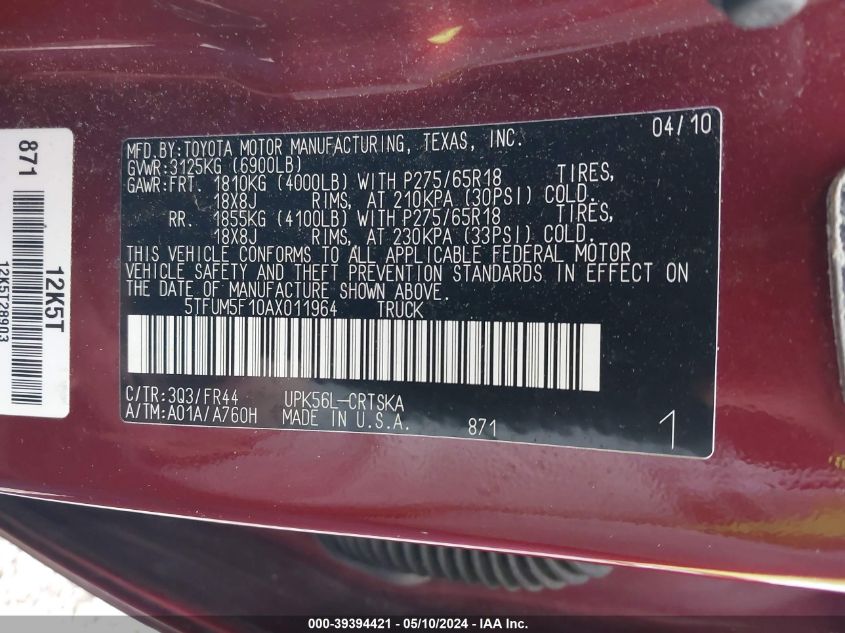 871
12K5T
12K5T28903
MFD.BY:TOYOTA MOTOR MANUFACTURING, TEXAS, INC. 04/10
GVWR:3125KG (6900LB)
GAWR:FRT. 1810KG (4000LB) WITH P275/65R18 TIRES,
18X8J RIMS, AT 210KPA (30PSI) COLD.
RR. 1855KG (4100LB) WITH P275/65R18 TIRES,
18X8J RIMS, AT 230KPA (33PSI) COLD.
THIS VEHICLE CONFORMS TO ALL APPLICABLE FEDERAL MOTOR
VEHICLE SAFETY AND THEFT PREVENTION STANDARDS IN EFFECT ON
THE DATE OF MANUFACTURE SHOWN ABOVE.
5TFUM5F10AX011964 TRUCK
C/TR:3Q3/FR44 UPK56L-CRTSKA
A/TM:A01A/A760H MADE IN U.S.A. 871 1
000-39394421 - 05/10/2024 - IAA Inc.